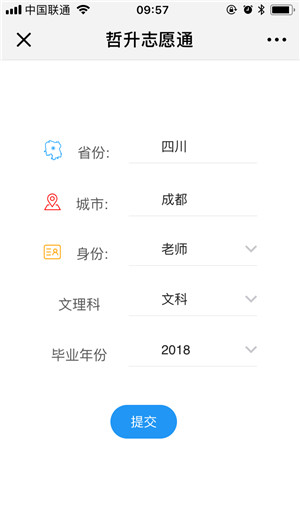 中国联通 09:57
哲升志愿通
省份: 四川
城市: 成都
身份: 老师
文理科 文科
毕业年份 2018
提交